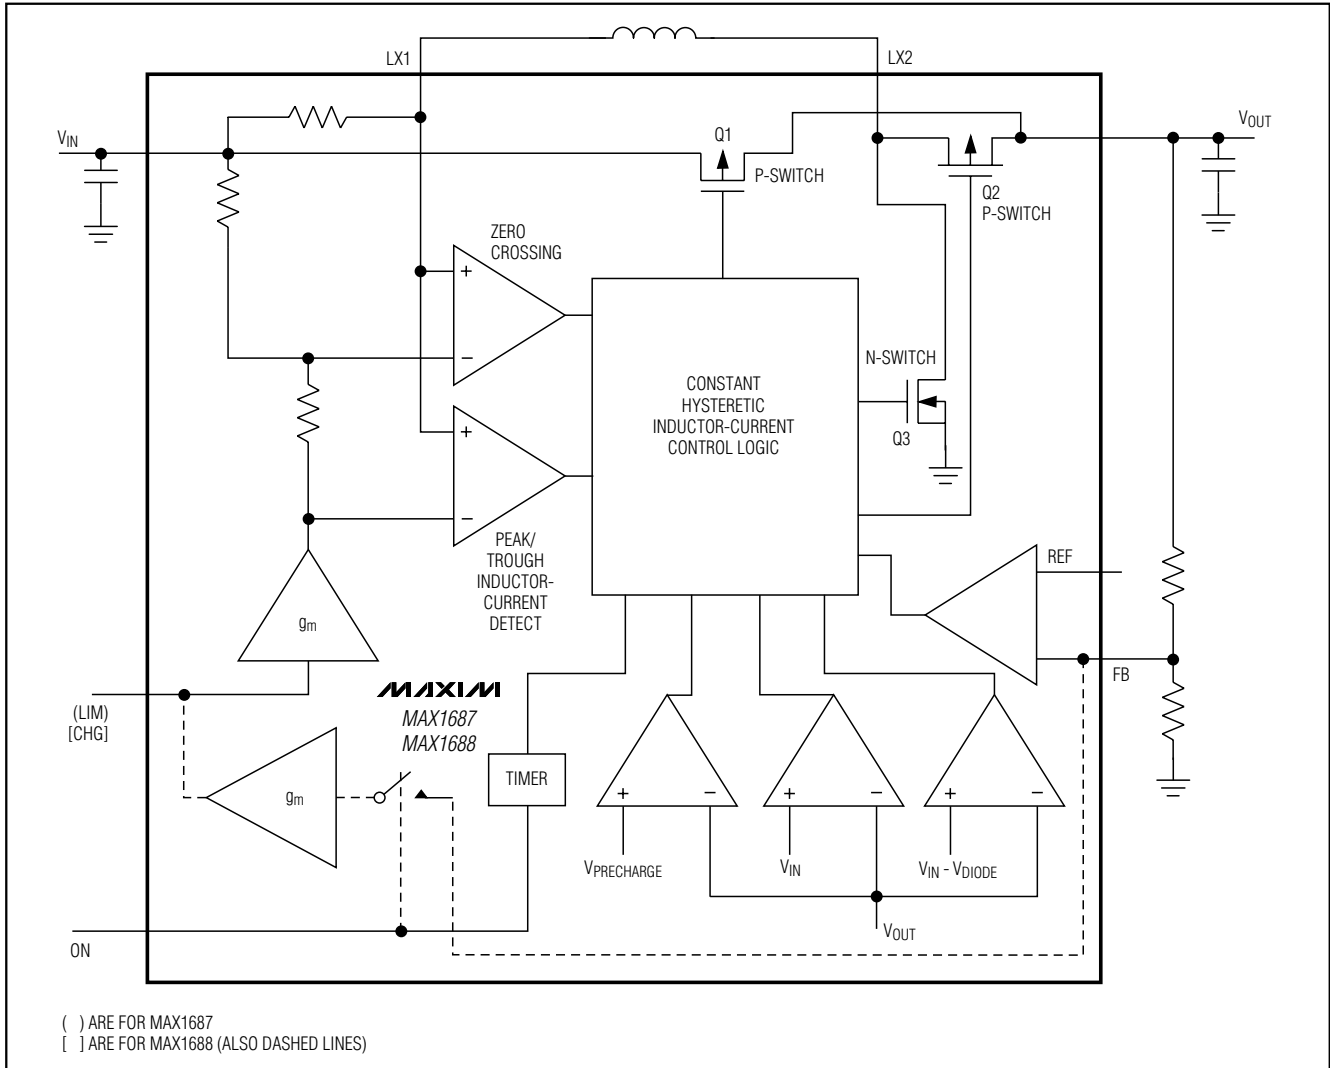 LX1
LX2
VIN
Q1
P-SWITCH
VOUT
Q2
P-SWITCH
ZERO
CROSSING
+
−
N-SWITCH
Q3
CONSTANT
HYSTERETIC
INDUCTOR-CURRENT
CONTROL LOGIC
+
−
PEAK/
TROUGH
INDUCTOR-
CURRENT
DETECT
REF
FB
gm
(LIM)
[CHG]
MAXIM
MAX1687
MAX1688
gm
TIMER
+ −
+ −
+ −
VPRECHARGE
VIN
VIN - VDIODE
VOUT
ON
( ) ARE FOR MAX1687
[ ] ARE FOR MAX1688 (ALSO DASHED LINES)